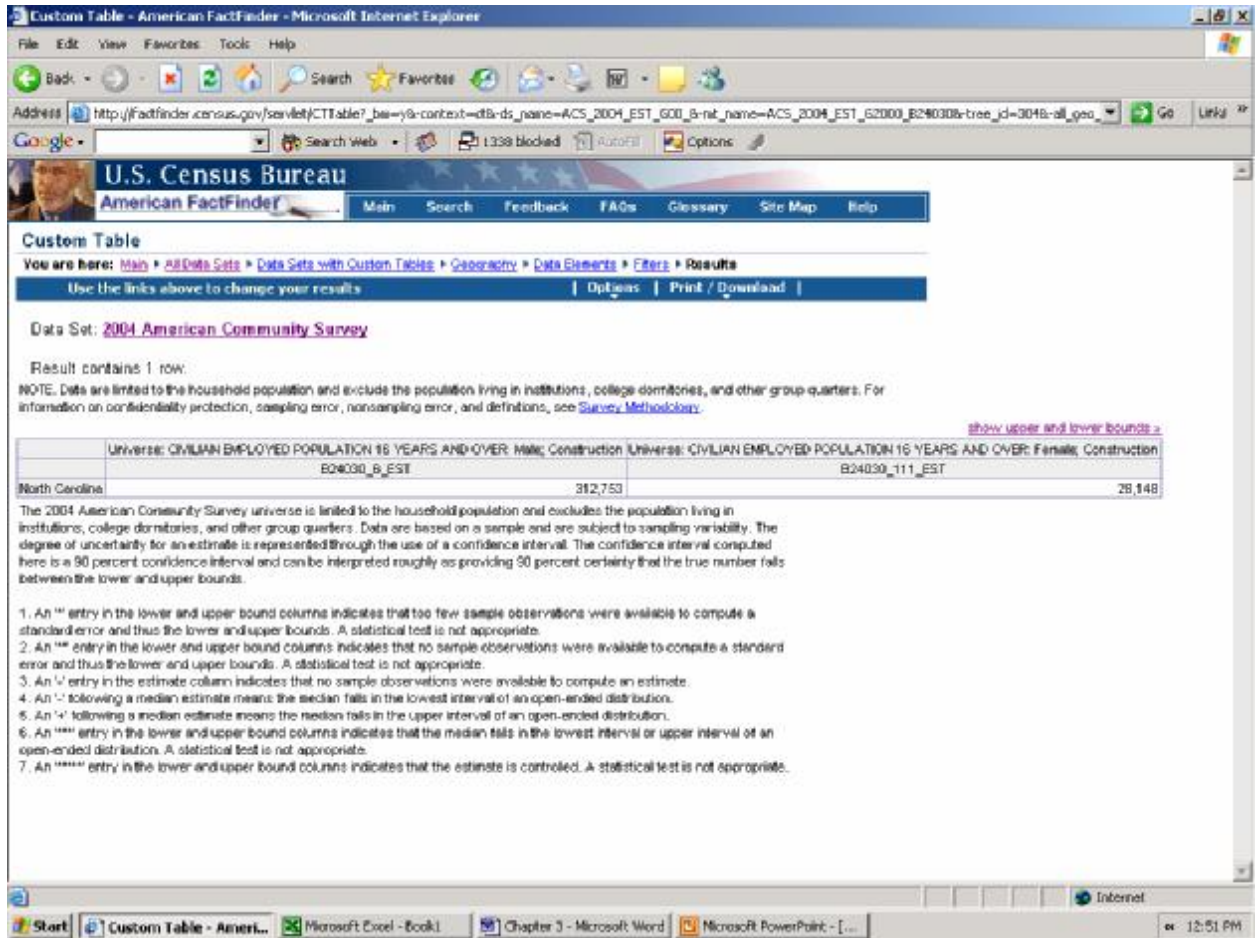 Custom Table - American FactFinder - Microsoft Internet Explorer
File Edit View Favorites Tools Help
Back Search Favorites
Address http://factfinder.census.gov/servlet/CTTable?_bm=y&-context=dt&-ds_name=ACS_2004_EST_G00_&-mt_name=ACS_2004_EST_G2000_B24030&-tree_id=304&-all_geo_ Go Links »
Google Search Web 1338 blocked AutoFill Options
U.S. Census Bureau
American FactFinder Main Search Feedback FAQs Glossary Site Map Help
Custom Table
You are here: Main ▸ All Data Sets ▸ Data Sets with Custom Tables ▸ Geography ▸ Data Elements ▸ Filters ▸ Results
Use the links above to change your results | Options | Print / Download |
Data Set: 2004 American Community Survey
Result contains 1 row.
NOTE. Data are limited to the household population and exclude the population living in institutions, college dormitories, and other group quarters. For
information on confidentiality protection, sampling error, nonsampling error, and definitions, see Survey Methodology.
show upper and lower bounds »
Universe: CIVILIAN EMPLOYED POPULATION 16 YEARS AND OVER: Male; Construction Universe: CIVILIAN EMPLOYED POPULATION 16 YEARS AND OVER: Female; Construction
B24030_8_EST B24030_111_EST
North Carolina 312,753 28,148
The 2004 American Community Survey universe is limited to the household population and excludes the population living in
institutions, college dormitories, and other group quarters. Data are based on a sample and are subject to sampling variability. The
degree of uncertainty for an estimate is represented through the use of a confidence interval. The confidence interval computed
here is a 90 percent confidence interval and can be interpreted roughly as providing 90 percent certainty that the true number falls
between the lower and upper bounds.
1. An '*' entry in the lower and upper bound columns indicates that too few sample observations were available to compute a
standard error and thus the lower and upper bounds. A statistical test is not appropriate.
2. An '**' entry in the lower and upper bound columns indicates that no sample observations were available to compute a standard
error and thus the lower and upper bounds. A statistical test is not appropriate.
3. An '-' entry in the estimate column indicates that no sample observations were available to compute an estimate.
4. An '-' following a median estimate means the median falls in the lowest interval of an open-ended distribution.
5. An '+' following a median estimate means the median falls in the upper interval of an open-ended distribution.
6. An '***' entry in the lower and upper bound columns indicates that the median falls in the lowest interval or upper interval of an
open-ended distribution. A statistical test is not appropriate.
7. An '*****' entry in the lower and upper bound columns indicates that the estimate is controlled. A statistical test is not appropriate.
Internet
Start Custom Table - Ameri... Microsoft Excel - Book1 Chapter 3 - Microsoft Word Microsoft PowerPoint - [... 12:51 PM